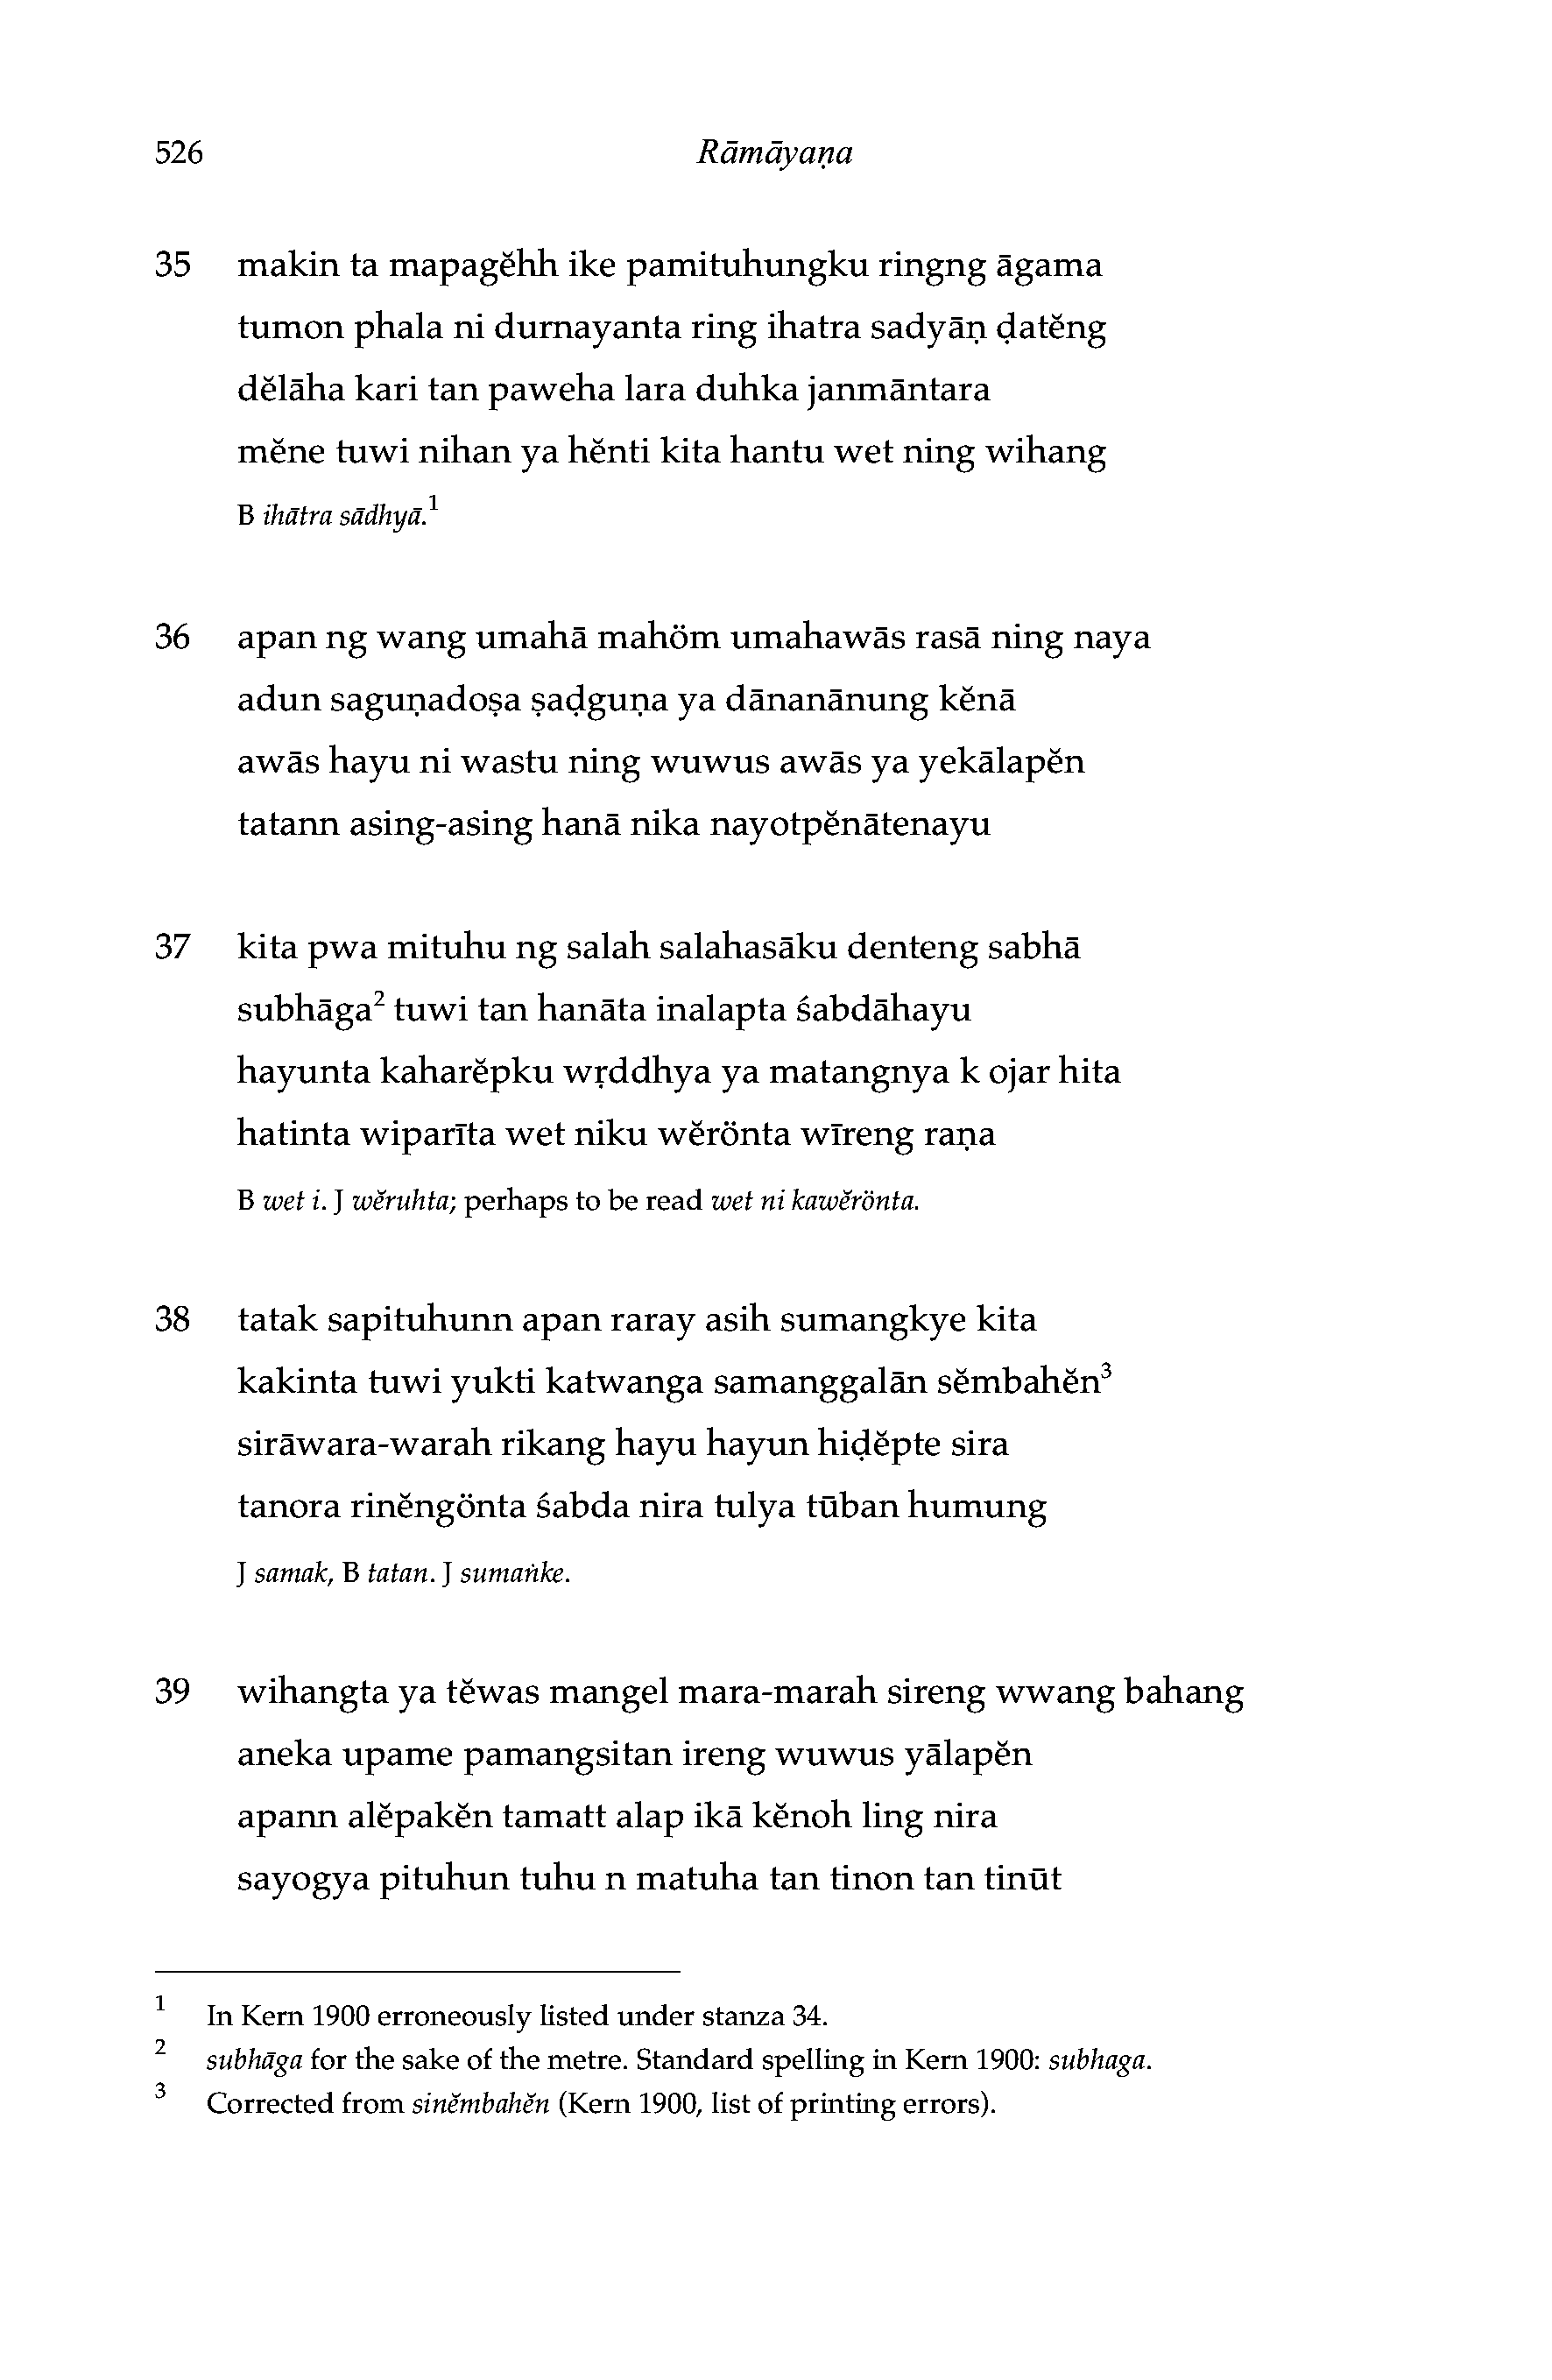 526 Rāmāyaṇa
35 makin ta mapagĕhh ike pamituhungku ringng āgama
tumon phala ni durnayanta ring ihatra sadyāṇ ḍatĕng
dĕlāha kari tan paweha lara duhka janmāntara
mĕne tuwi nihan ya hĕnti kita hantu wet ning wihang
B ihātra sādhyā.¹
36 apan ng wang umahā mahöm umahawās rasā ning naya
adun saguṇadoṣa ṣaḍguṇa ya dānanānung kĕnā
awās hayu ni wastu ning wuwus awās ya yekālapĕn
tatann asing-asing hanā nika nayotpĕnātenayu
37 kita pwa mituhu ng salah salahasāku denteng sabhā
subhāga² tuwi tan hanāta inalapta śabdāhayu
hayunta kaharĕpku wṛddhya ya matangnya k ojar hita
hatinta wiparīta wet niku wĕrönta wīreng raṇa
B wet i. J wĕruhta; perhaps to be read wet ni kawĕrönta.
38 tatak sapituhunn apan raray asih sumangkye kita
kakinta tuwi yukti katwanga samanggalān sĕmbahĕn³
sirāwara-warah rikang hayu hayun hiḍĕpte sira
tanora rinĕngönta śabda nira tulya tūban humung
J samak, B tatan. J sumaṅke.
39 wihangta ya tĕwas mangel mara-marah sireng wwang bahang
aneka upame pamangsitan ireng wuwus yālapĕn
apann alĕpakĕn tamatt alap ikā kĕnoh ling nira
sayogya pituhun tuhu n matuha tan tinon tan tinūt
1 In Kern 1900 erroneously listed under stanza 34.
2 subhāga for the sake of the metre. Standard spelling in Kern 1900: subhaga.
3 Corrected from sinĕmbahĕn (Kern 1900, list of printing errors).